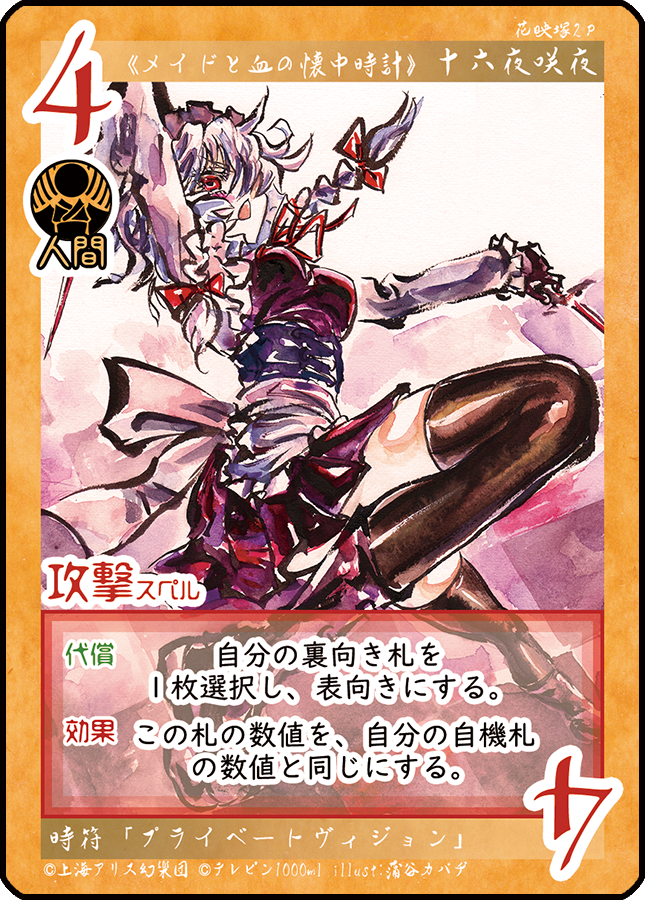 花映塚2P
4
《メイドと血の懐中時計》 十六夜咲夜
人間
攻撃スペル
代償 自分の裏向き札を
1枚選択し、表向きにする。
効果 この札の数値を、自分の自機札
の数値と同じにする。
4
時符「プライベートヴィジョン」
©上海アリス幻樂団 ©テレピン1000ml illust:蒲谷カバヂ